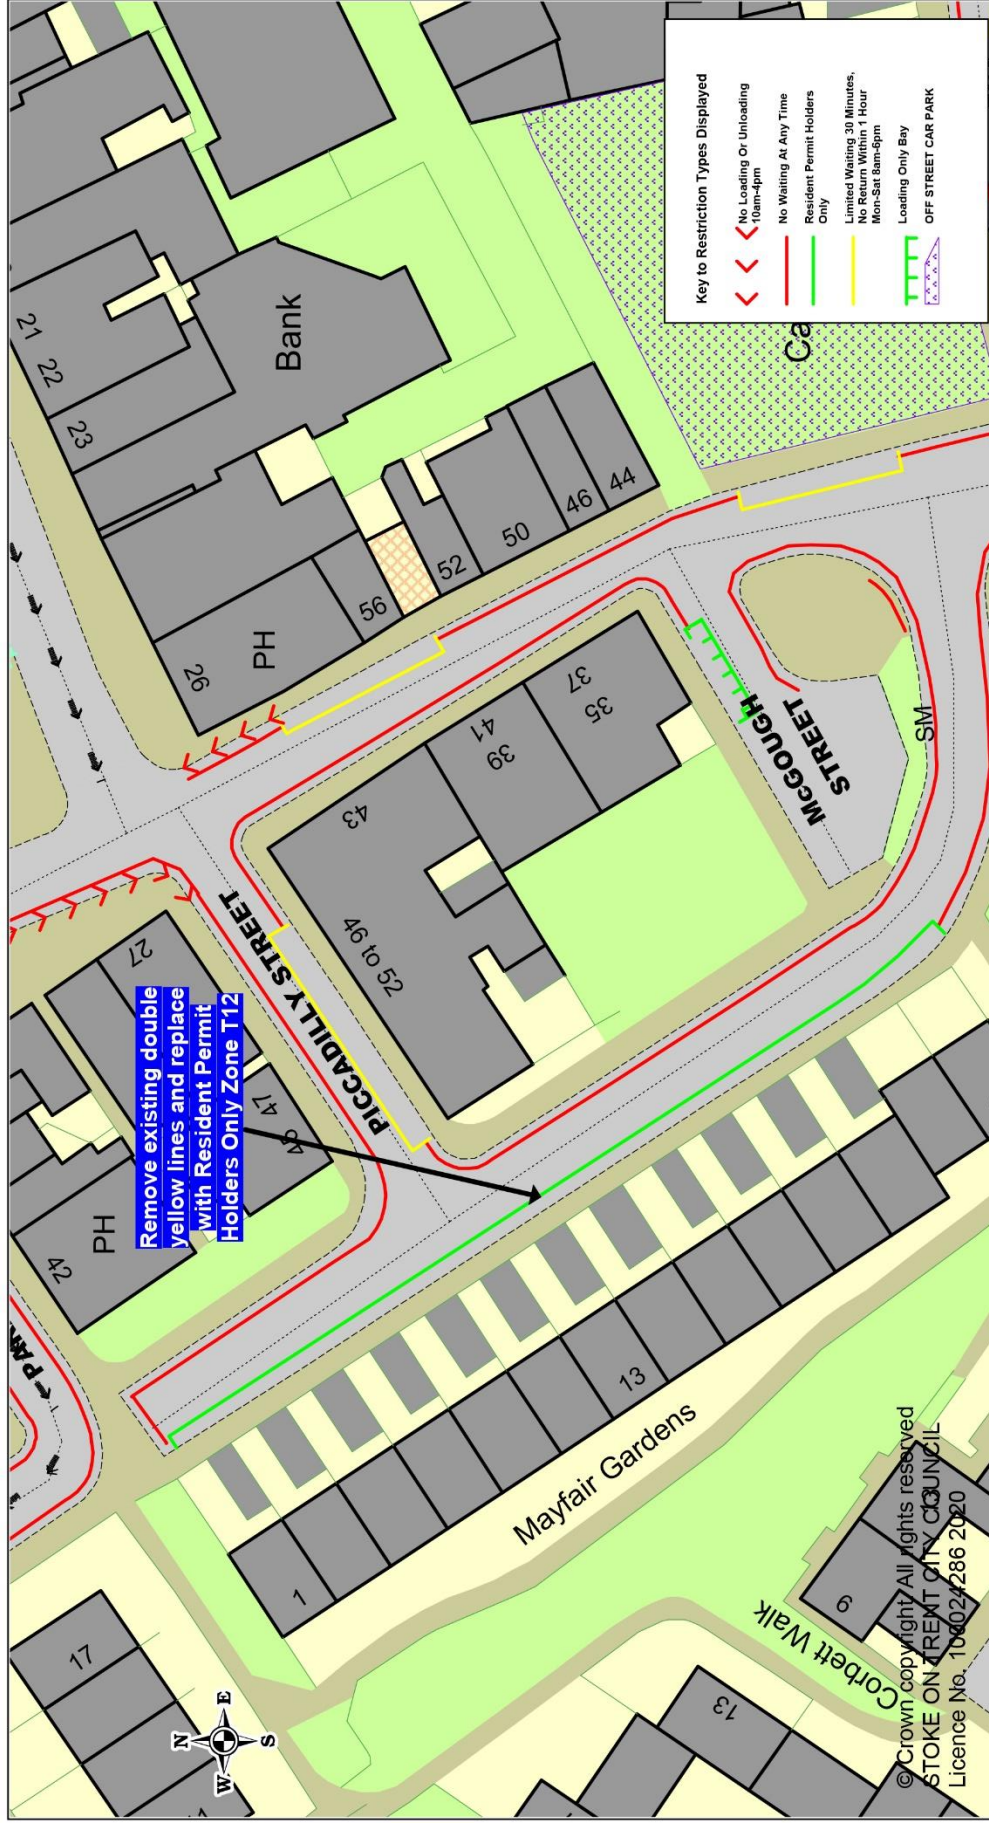 21
22
23
Bank
26
PH
56
52
50
46
44
Ca
Key to Restriction Types Displayed
No Loading Or Unloading
10am-4pm
No Waiting At Any Time
Resident Permit Holders
Only
Limited Waiting 30 Minutes,
No Return Within 1 Hour
Mon-Sat 8am-6pm
Loading Only Bay
OFF STREET CAR PARK
27
43
41
39
37
35
46 to 52
PICCADILLY STREET
McGOUGH
STREET
SM
Remove existing double
yellow lines and replace
with Resident Permit
Holders Only Zone T12
47
PH
42
1
13
Mayfair Gardens
17
N
W
E
S
Corbett Walk
13
9
© Crown copyright All rights reserved
STOKE ON TRENT CITY COUNCIL
Licence No. 100024286 2020